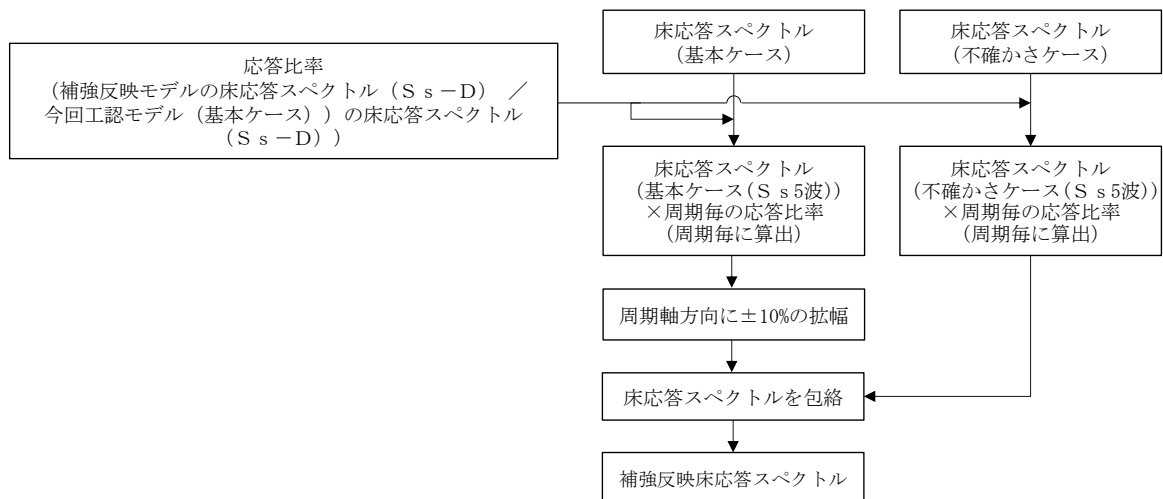 床応答スペクトル
(基本ケース)
床応答スペクトル
(不確かさケース)
応答比率
(補強反映モデルの床応答スペクトル(Ss-D) /
今回工認モデル(基本ケース))の床応答スペクトル
(Ss-D))
床応答スペクトル
(基本ケース(Ss5波))
×周期毎の応答比率
(周期毎に算出)
床応答スペクトル
(不確かさケース(Ss5波))
×周期毎の応答比率
(周期毎に算出)
周期軸方向に±10%の拡幅
床応答スペクトルを包絡
補強反映床応答スペクトル